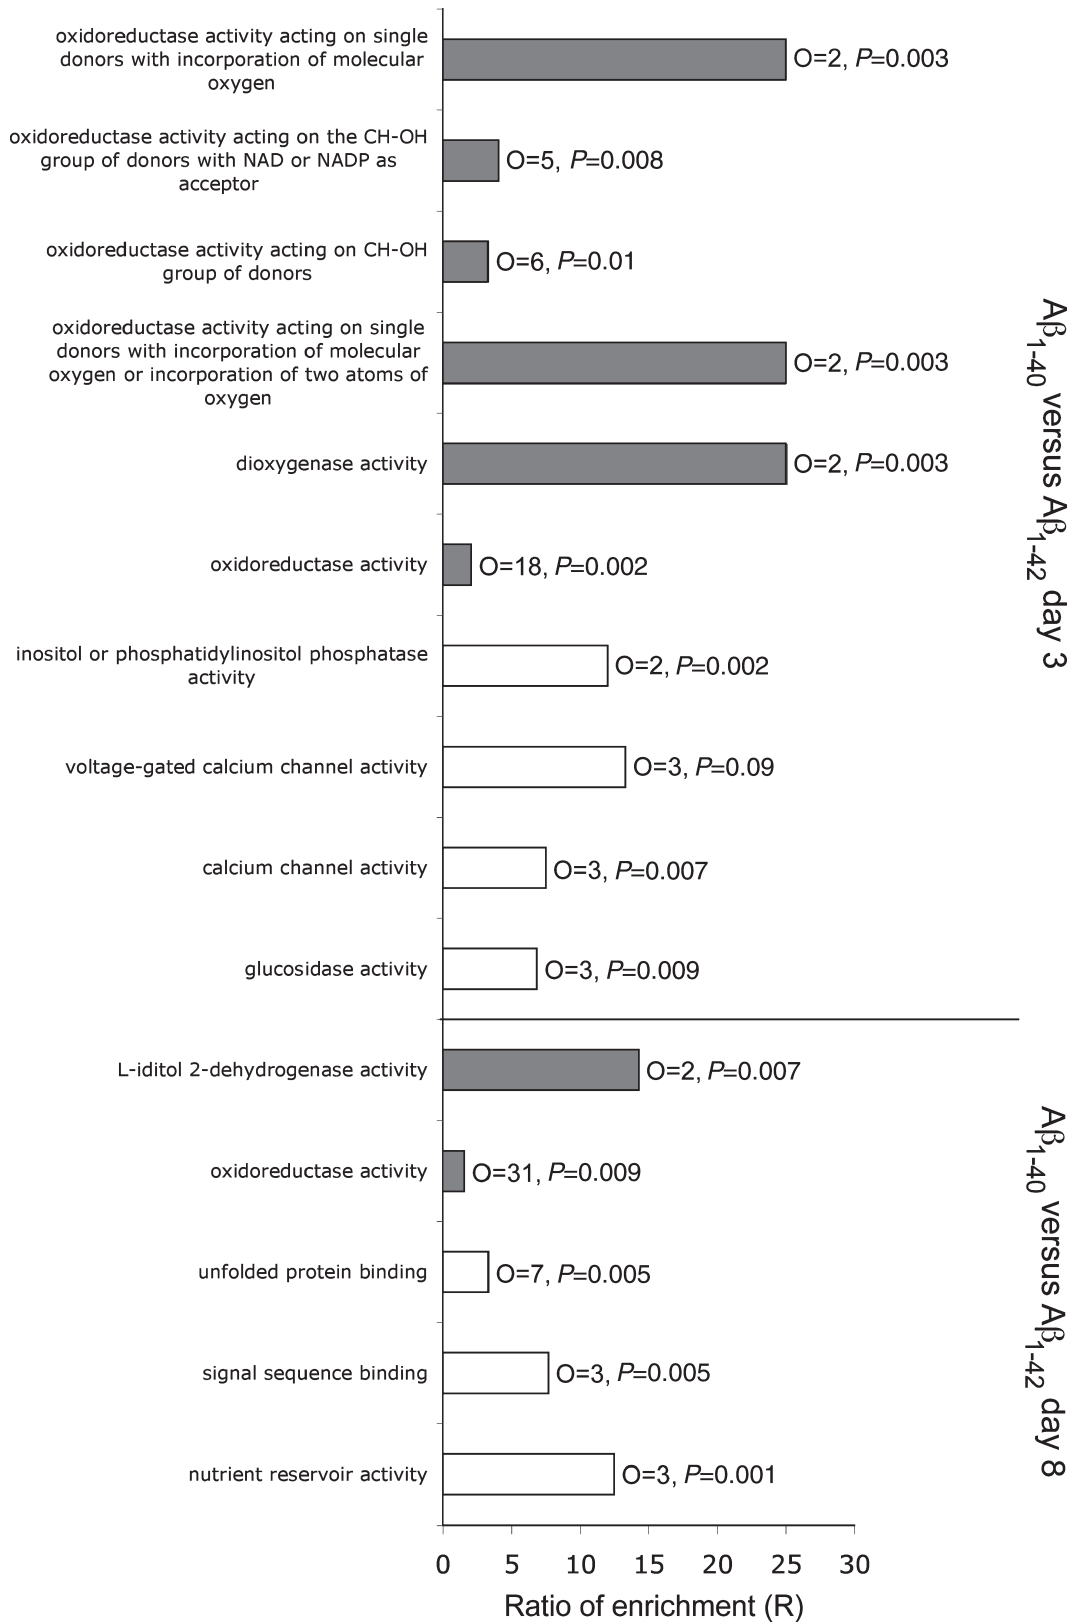 oxidoreductase activity acting on single
donors with incorporation of molecular
oxygen
O=2, P=0.003
oxidoreductase activity acting on the CH-OH
group of donors with NAD or NADP as
acceptor
O=5, P=0.008
oxidoreductase activity acting on CH-OH
group of donors
O=6, P=0.01
oxidoreductase activity acting on single
donors with incorporation of molecular
oxygen or incorporation of two atoms of
oxygen
O=2, P=0.003
dioxygenase activity
O=2, P=0.003
oxidoreductase activity
O=18, P=0.002
inositol or phosphatidylinositol phosphatase
activity
O=2, P=0.002
voltage-gated calcium channel activity
O=3, P=0.09
calcium channel activity
O=3, P=0.007
glucosidase activity
O=3, P=0.009
Aβ1-40 versus Aβ1-42 day 3
L-iditol 2-dehydrogenase activity
O=2, P=0.007
oxidoreductase activity
O=31, P=0.009
unfolded protein binding
O=7, P=0.005
signal sequence binding
O=3, P=0.005
nutrient reservoir activity
O=3, P=0.001
Aβ1-40 versus Aβ1-42 day 8
0 5 10 15 20 25 30
Ratio of enrichment (R)